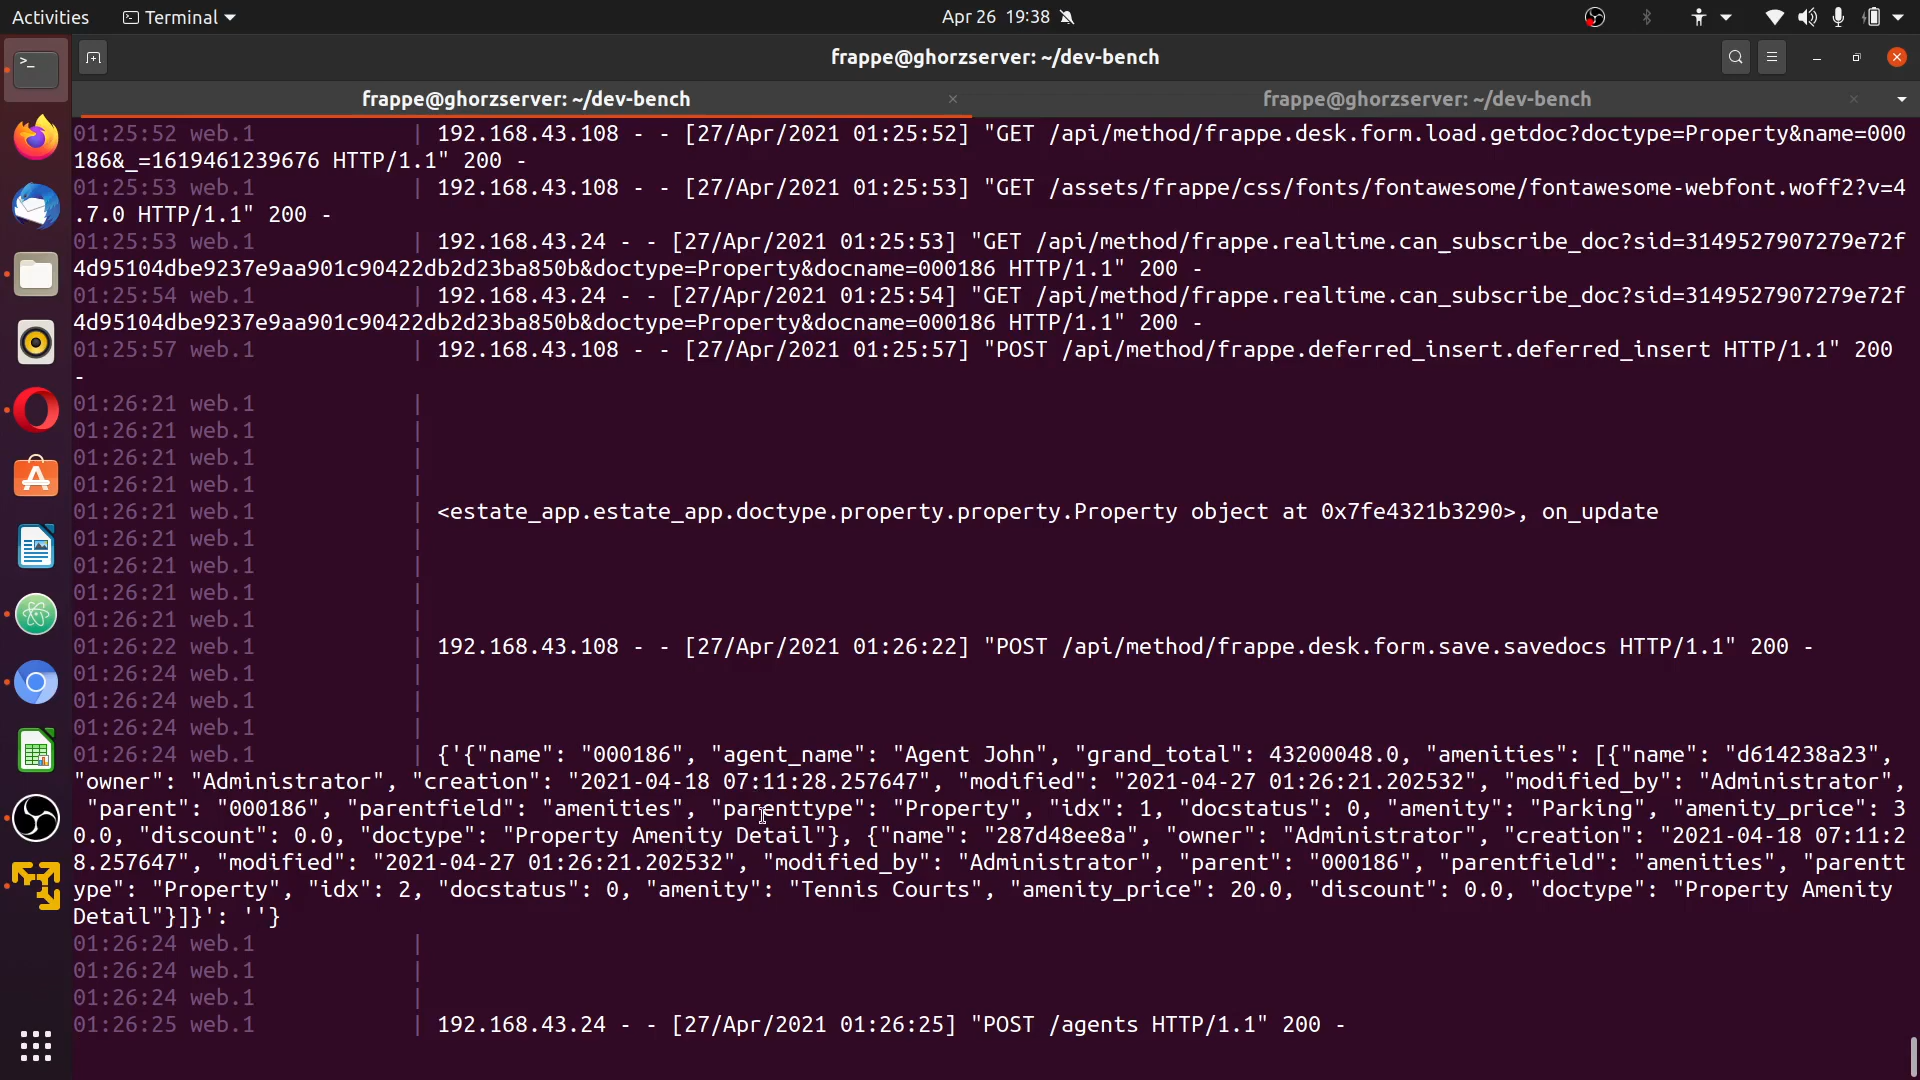 Activities Terminal Apr 26 19:38
frappe@ghorzserver: ~/dev-bench
frappe@ghorzserver: ~/dev-bench × frappe@ghorzserver: ~/dev-bench ×
01:25:52 web.1 | 192.168.43.108 - - [27/Apr/2021 01:25:52] "GET /api/method/frappe.desk.form.load.getdoc?doctype=Property&name=000
186&_=1619461239676 HTTP/1.1" 200 -
01:25:53 web.1 | 192.168.43.108 - - [27/Apr/2021 01:25:53] "GET /assets/frappe/css/fonts/fontawesome/fontawesome-webfont.woff2?v=4
.7.0 HTTP/1.1" 200 -
01:25:53 web.1 | 192.168.43.24 - - [27/Apr/2021 01:25:53] "GET /api/method/frappe.realtime.can_subscribe_doc?sid=3149527907279e72f
4d95104dbe9237e9aa901c90422db2d23ba850b&doctype=Property&docname=000186 HTTP/1.1" 200 -
01:25:54 web.1 | 192.168.43.24 - - [27/Apr/2021 01:25:54] "GET /api/method/frappe.realtime.can_subscribe_doc?sid=3149527907279e72f
4d95104dbe9237e9aa901c90422db2d23ba850b&doctype=Property&docname=000186 HTTP/1.1" 200 -
01:25:57 web.1 | 192.168.43.108 - - [27/Apr/2021 01:25:57] "POST /api/method/frappe.deferred_insert.deferred_insert HTTP/1.1" 200
-
01:26:21 web.1 |
01:26:21 web.1 |
01:26:21 web.1 |
01:26:21 web.1 |
01:26:21 web.1 | <estate_app.estate_app.doctype.property.property.Property object at 0x7fe4321b3290>, on_update
01:26:21 web.1 |
01:26:21 web.1 |
01:26:21 web.1 |
01:26:21 web.1 |
01:26:22 web.1 | 192.168.43.108 - - [27/Apr/2021 01:26:22] "POST /api/method/frappe.desk.form.save.savedocs HTTP/1.1" 200 -
01:26:24 web.1 |
01:26:24 web.1 |
01:26:24 web.1 |
01:26:24 web.1 | {'{"name": "000186", "agent_name": "Agent John", "grand_total": 43200048.0, "amenities": [{"name": "d614238a23",
"owner": "Administrator", "creation": "2021-04-18 07:11:28.257647", "modified": "2021-04-27 01:26:21.202532", "modified_by": "Administrator",
"parent": "000186", "parentfield": "amenities", "parenttype": "Property", "idx": 1, "docstatus": 0, "amenity": "Parking", "amenity_price": 3
0.0, "discount": 0.0, "doctype": "Property Amenity Detail"}, {"name": "287d48ee8a", "owner": "Administrator", "creation": "2021-04-18 07:11:2
8.257647", "modified": "2021-04-27 01:26:21.202532", "modified_by": "Administrator", "parent": "000186", "parentfield": "amenities", "parentt
ype": "Property", "idx": 2, "docstatus": 0, "amenity": "Tennis Courts", "amenity_price": 20.0, "discount": 0.0, "doctype": "Property Amenity
Detail"}]}': ''}
01:26:24 web.1 |
01:26:24 web.1 |
01:26:24 web.1 |
01:26:25 web.1 | 192.168.43.24 - - [27/Apr/2021 01:26:25] "POST /agents HTTP/1.1" 200 -